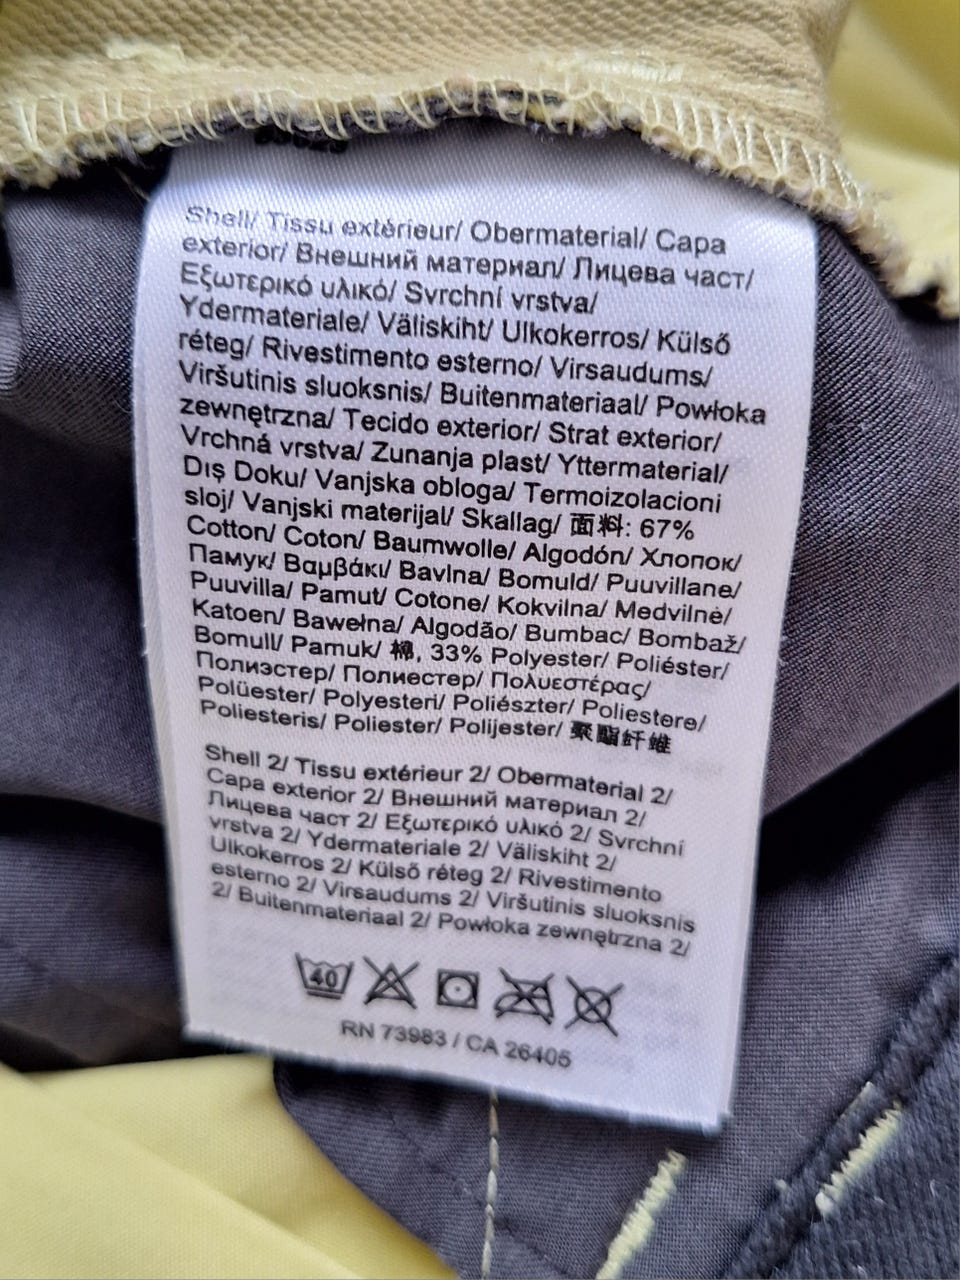 Shell/ Tissu extérieur/ Obermaterial/ Capa
exterior/ Внешний материал/ Лицева част/
Εξωτερικό υλικό/ Svrchní vrstva/
Ydermateriale/ Väliskiht/ Ulkokerros/ Külső
réteg/ Rivestimento esterno/ Virsaudums/
Viršutinis sluoksnis/ Buitenmateriaal/ Powłoka
zewnętrzna/ Tecido exterior/ Strat exterior/
Vrchná vrstva/ Zunanja plast/ Yttermaterial/
Dış Doku/ Vanjska obloga/ Termoizolacioni
sloj/ Vanjski materijal/ Skallag/ 面料: 67%
Cotton/ Coton/ Baumwolle/ Algodón/ Хлопок/
Памук/ Βαμβάκι/ Bavlna/ Bomuld/ Puuvillane/
Puuvilla/ Pamut/ Cotone/ Kokvilna/ Medvilnė/
Katoen/ Bawełna/ Algodão/ Bumbac/ Bombaž/
Bomull/ Pamuk/ 棉, 33% Polyester/ Poliéster/
Полиэстер/ Полиестер/ Πολυεστέρας/
Polüester/ Polyesteri/ Poliészter/ Poliestere/
Poliesteris/ Poliester/ Polijester/ 聚酯纤维
Shell 2/ Tissu extérieur 2/ Obermaterial 2/
Capa exterior 2/ Внешний материал 2/
Лицева част 2/ Εξωτερικό υλικό 2/ Svrchní
vrstva 2/ Ydermateriale 2/ Väliskiht 2/
Ulkokerros 2/ Külső réteg 2/ Rivestimento
esterno 2/ Virsaudums 2/ Viršutinis sluoksnis
2/ Buitenmateriaal 2/ Powłoka zewnętrzna 2/
40
RN 73983 / CA 26405